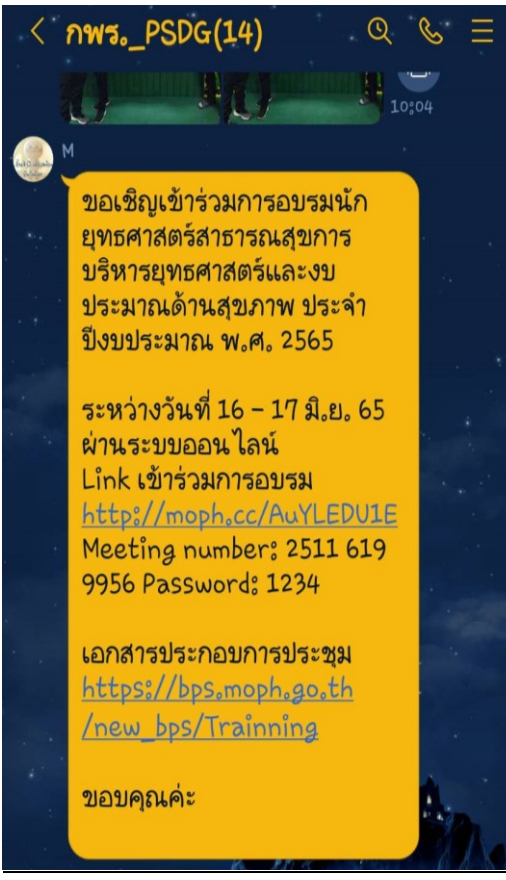 กพร._PSDG(14)
10:04
M
ขอเชิญเข้าร่วมการอบรมนัก
ยุทธศาสตร์สาธารณสุขการ
บริหารยุทธศาสตร์และงบ
ประมาณด้านสุขภาพ ประจำ
ปีงบประมาณ พ.ศ. 2565
ระหว่างวันที่ 16 - 17 มิ.ย. 65
ผ่านระบบออนไลน์
Link เข้าร่วมการอบรม
http://moph.cc/AuYLEDU1E
Meeting number: 2511 619
9956 Password: 1234
เอกสารประกอบการประชุม
https://bps.moph.go.th
/new_bps/Trainning
ขอบคุณค่ะ